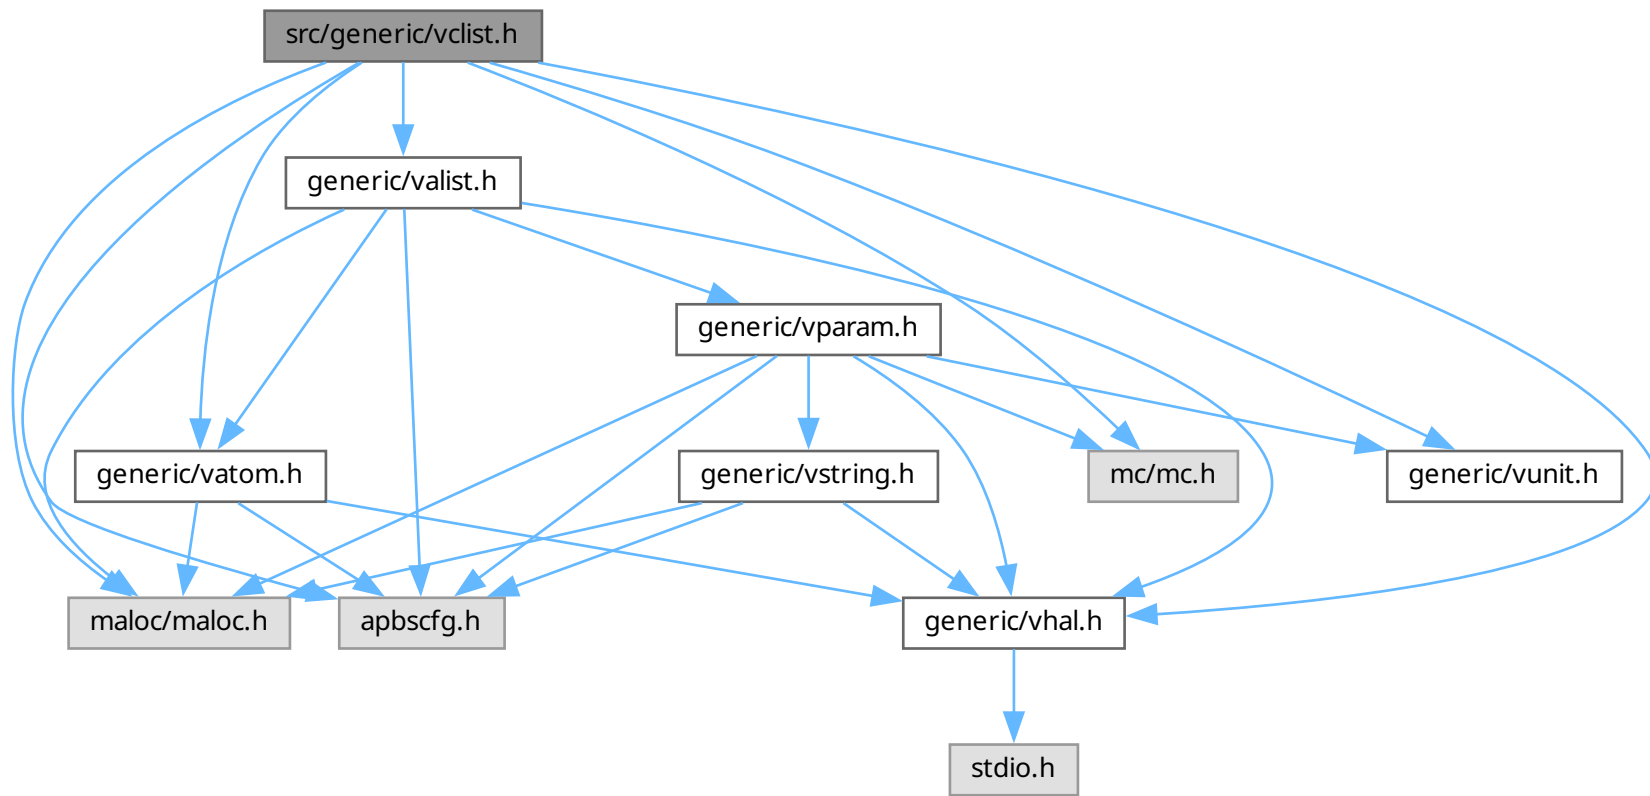 src/generic/vclist.h
generic/valist.h
generic/vparam.h
generic/vatom.h
generic/vstring.h
mc/mc.h
generic/vunit.h
maloc/maloc.h
apbscfg.h
generic/vhal.h
stdio.h